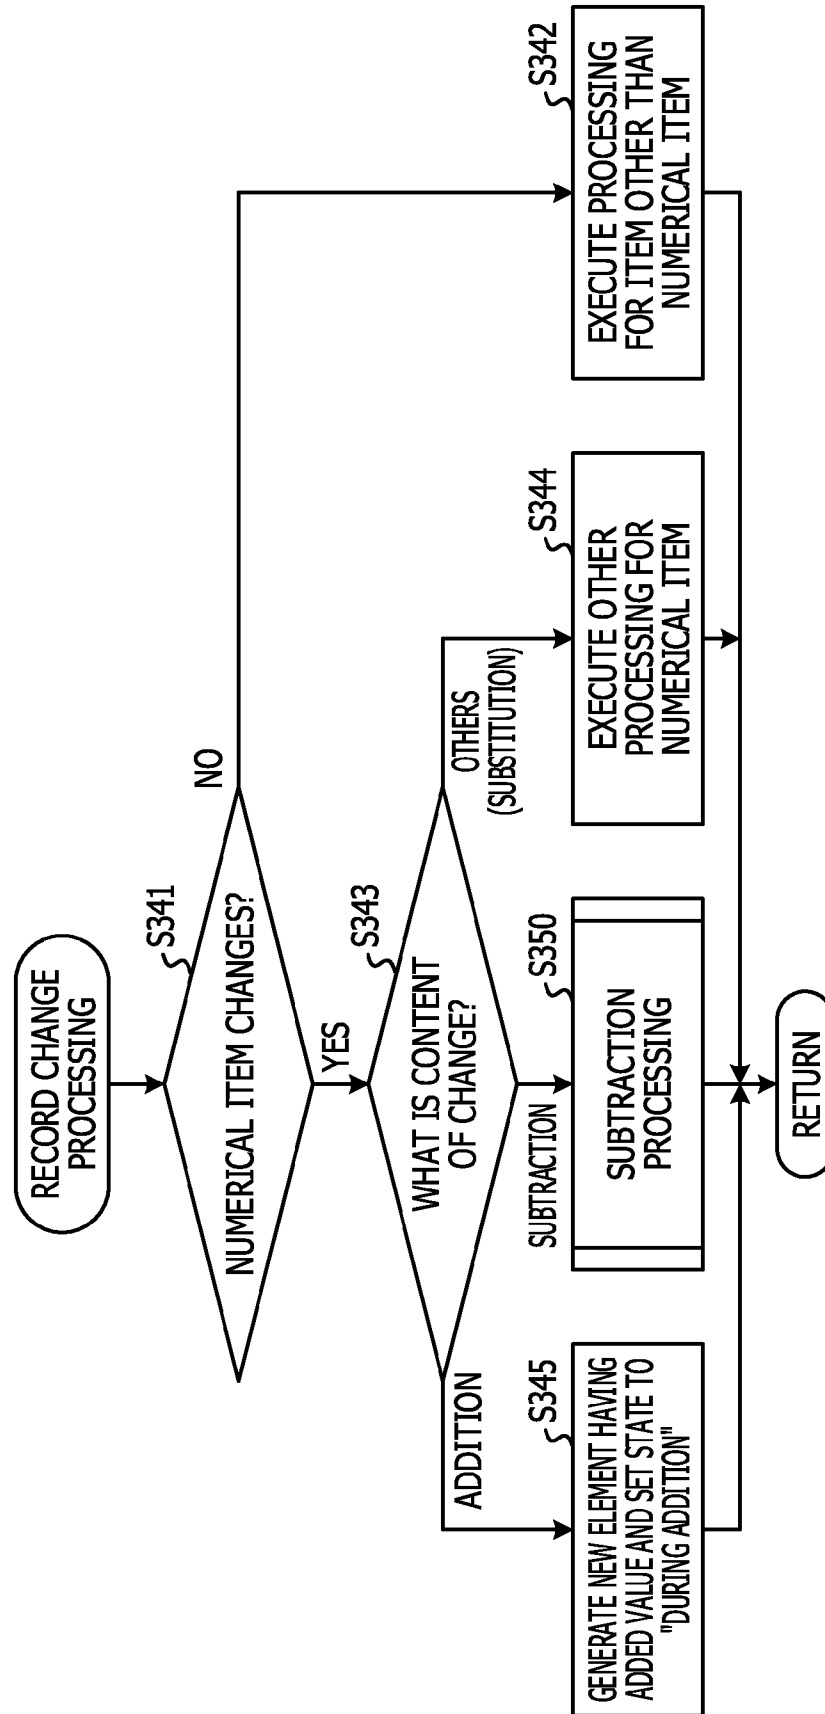 RECORD CHANGE
PROCESSING
S341
NUMERICAL ITEM CHANGES?
NO
YES
S343
WHAT IS CONTENT
OF CHANGE?
ADDITION
SUBTRACTION
OTHERS
(SUBSTITUTION)
S345
GENERATE NEW ELEMENT HAVING
ADDED VALUE AND SET STATE TO
"DURING ADDITION"
S350
SUBTRACTION
PROCESSING
S344
EXECUTE OTHER
PROCESSING FOR
NUMERICAL ITEM
S342
EXECUTE PROCESSING
FOR ITEM OTHER THAN
NUMERICAL ITEM
RETURN